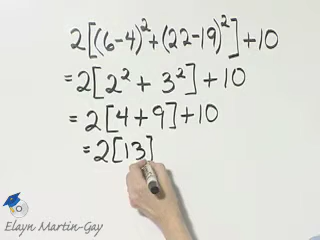 2[(6-4)²+(22-19)²]+10
=2[2²+3²]+10
=2[4+9]+10
=2[13]
Elayn Martin-Gay